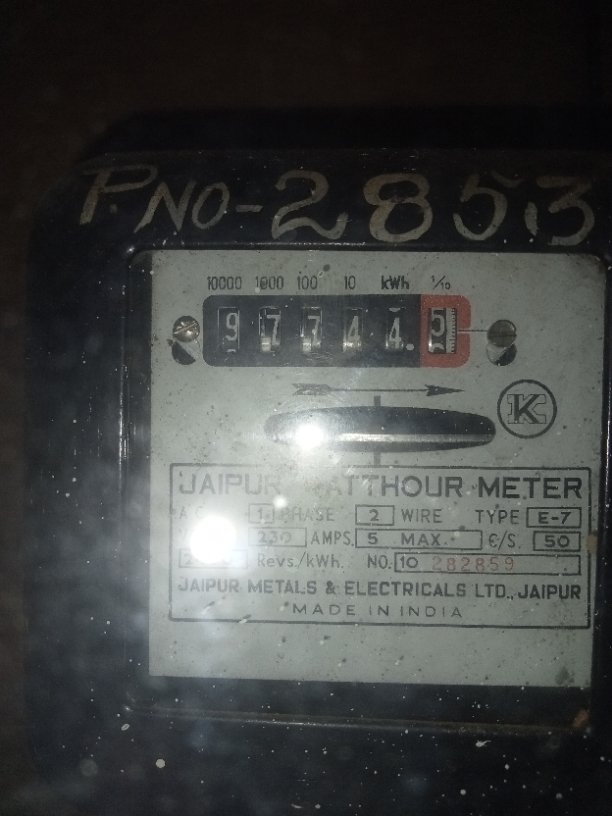 P.NO-2853
10000 1000 100 10 kWh 1/10
9 7 7 4 4.5
K
JAIPUR WATTHOUR METER
A.C. 1 PHASE 2 WIRE TYPE E-7
230 AMPS. 5 MAX. C/S. 50
Revs./kWh. NO. 10 282859
JAIPUR METALS & ELECTRICALS LTD., JAIPUR
MADE IN INDIA